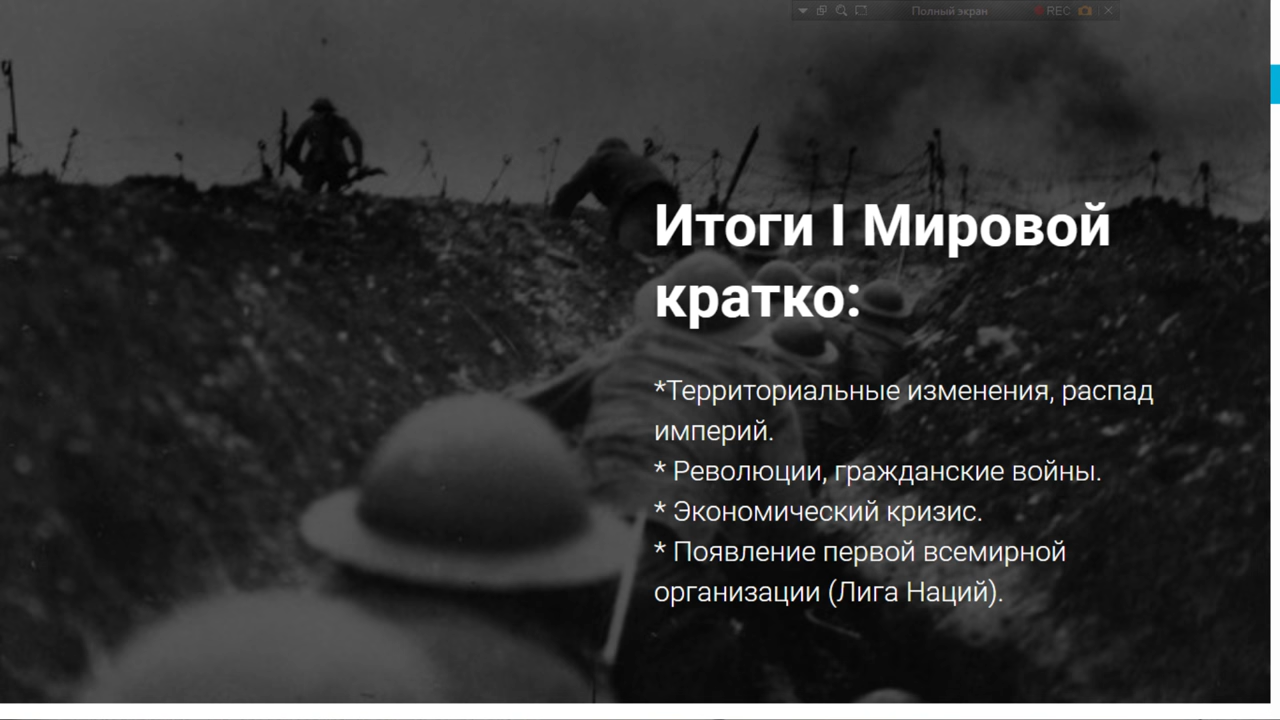 Полный экран REC
Итоги I Мировой
кратко:
*Территориальные изменения, распад
империй.
* Революции, гражданские войны.
* Экономический кризис.
* Появление первой всемирной
организации (Лига Наций).